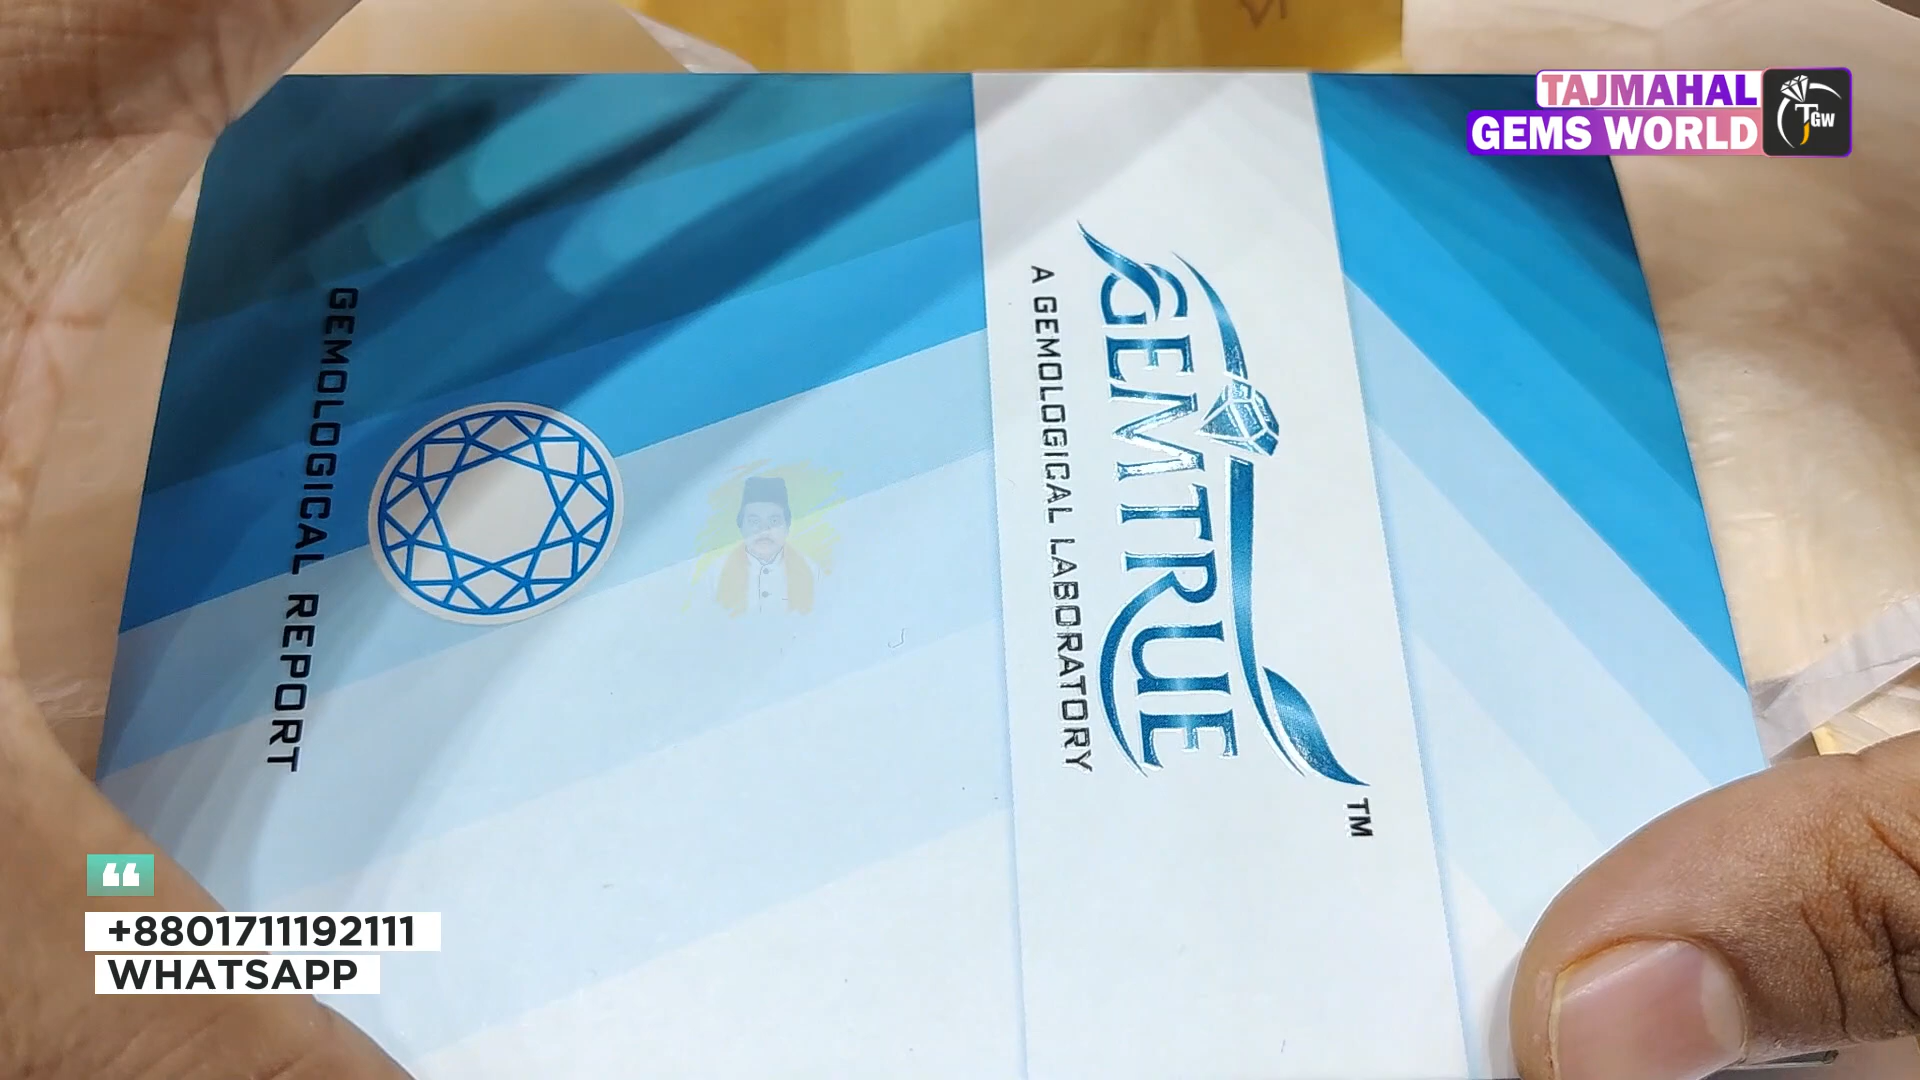 TAJMAHAL
GEMS WORLD
TGW
GEMTRUE
TM
A GEMOLOGICAL LABORATORY
GEMOLOGICAL REPORT
+8801711192111
WHATSAPP